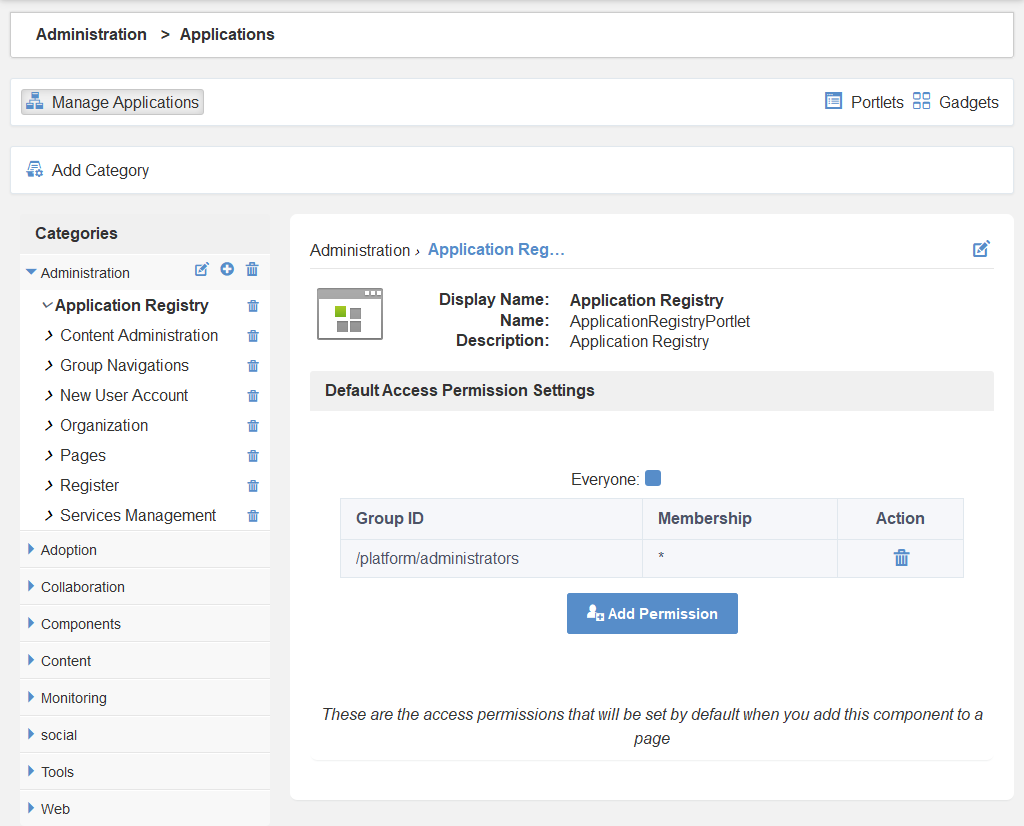 Administration > Applications
Manage Applications
Portlets
Gadgets
Add Category
Categories
Administration
Application Registry
Content Administration
Group Navigations
New User Account
Organization
Pages
Register
Services Management
Adoption
Collaboration
Components
Content
Monitoring
social
Tools
Web
Administration › Application Reg…
Display Name: Application Registry
Name: ApplicationRegistryPortlet
Description: Application Registry
Default Access Permission Settings
Everyone:
Group ID Membership Action
/platform/administrators *
Add Permission
These are the access permissions that will be set by default when you add this component to a
page